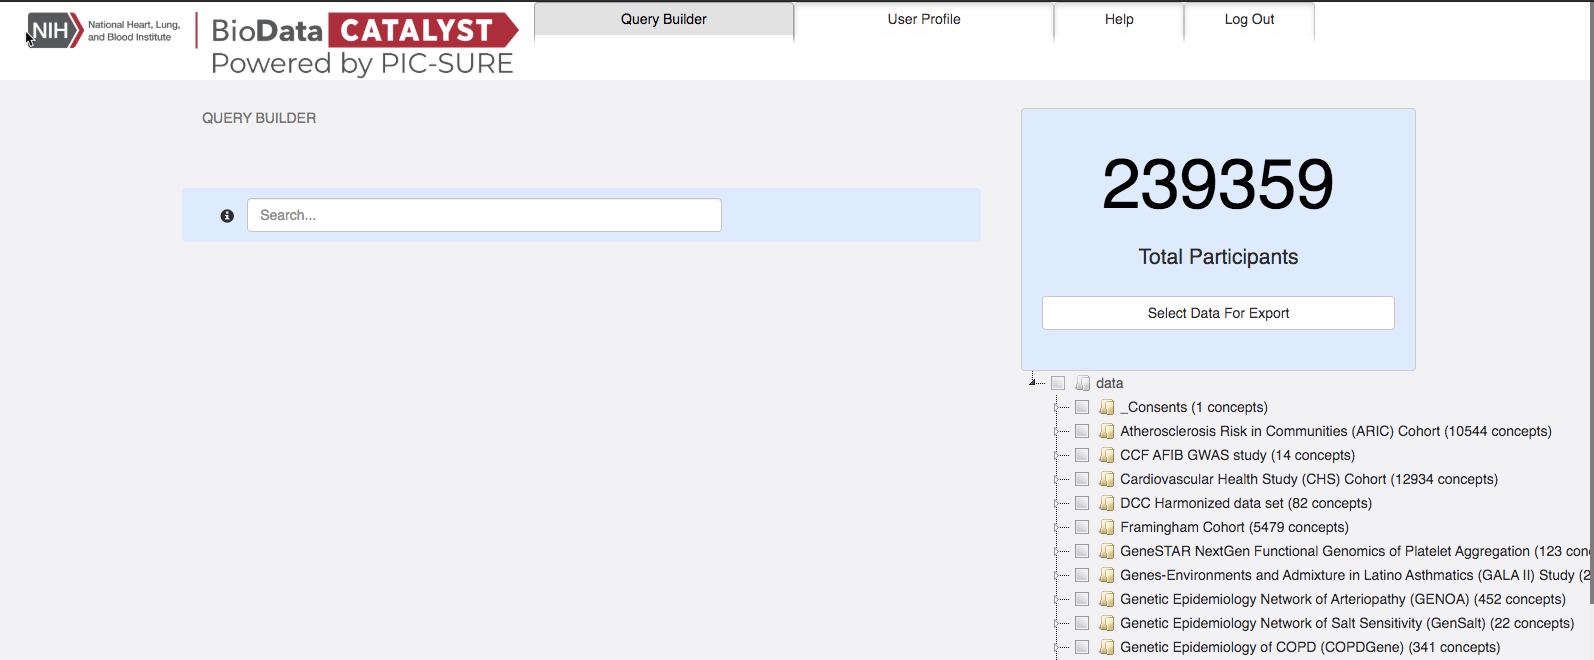 NIH
National Heart, Lung,
and Blood Institute
BioData CATALYST
Powered by PIC-SURE
Query Builder
User Profile
Help
Log Out
QUERY BUILDER
Search...
239359
Total Participants
Select Data For Export
data
_Consents (1 concepts)
Atherosclerosis Risk in Communities (ARIC) Cohort (10544 concepts)
CCF AFIB GWAS study (14 concepts)
Cardiovascular Health Study (CHS) Cohort (12934 concepts)
DCC Harmonized data set (82 concepts)
Framingham Cohort (5479 concepts)
GeneSTAR NextGen Functional Genomics of Platelet Aggregation (123 con
Genes-Environments and Admixture in Latino Asthmatics (GALA II) Study (2
Genetic Epidemiology Network of Arteriopathy (GENOA) (452 concepts)
Genetic Epidemiology Network of Salt Sensitivity (GenSalt) (22 concepts)
Genetic Epidemiology of COPD (COPDGene) (341 concepts)